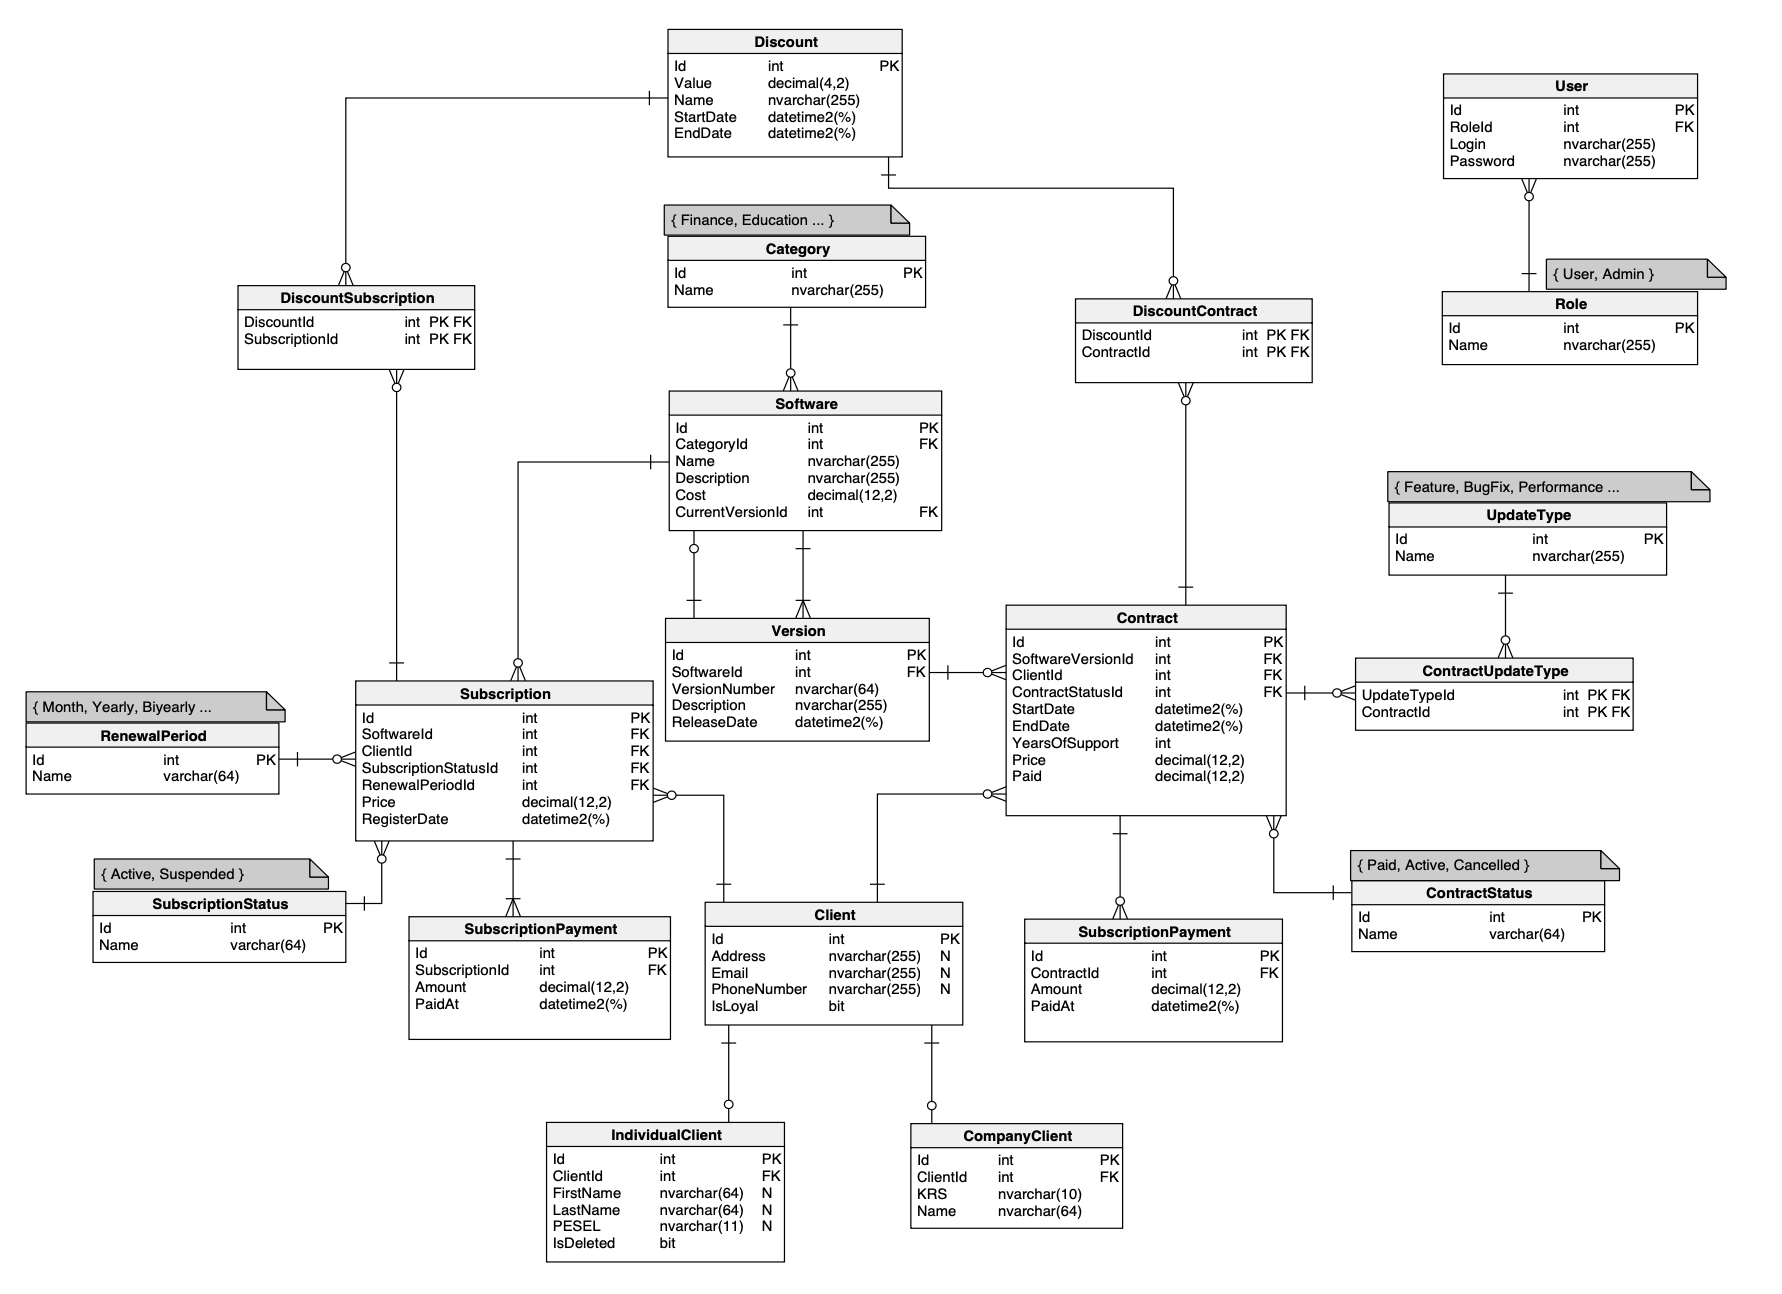 Discount
Id int PK
Value decimal(4,2)
Name nvarchar(255)
StartDate datetime2(%)
EndDate datetime2(%)
User
Id int PK
RoleId int FK
Login nvarchar(255)
Password nvarchar(255)
{ Finance, Education ... }
Category
Id int PK
Name nvarchar(255)
{ User, Admin }
Role
Id int PK
Name nvarchar(255)
DiscountSubscription
DiscountId int PK FK
SubscriptionId int PK FK
DiscountContract
DiscountId int PK FK
ContractId int PK FK
Software
Id int PK
CategoryId int FK
Name nvarchar(255)
Description nvarchar(255)
Cost decimal(12,2)
CurrentVersionId int FK
{ Feature, BugFix, Performance ...
UpdateType
Id int PK
Name nvarchar(255)
Version
Id int PK
SoftwareId int FK
VersionNumber nvarchar(64)
Description nvarchar(255)
ReleaseDate datetime2(%)
Contract
Id int PK
SoftwareVersionId int FK
ClientId int FK
ContractStatusId int FK
StartDate datetime2(%)
EndDate datetime2(%)
YearsOfSupport int
Price decimal(12,2)
Paid decimal(12,2)
ContractUpdateType
UpdateTypeId int PK FK
ContractId int PK FK
{ Month, Yearly, Biyearly ...
RenewalPeriod
Id int PK
Name varchar(64)
Subscription
Id int PK
SoftwareId int FK
ClientId int FK
SubscriptionStatusId int FK
RenewalPeriodId int FK
Price decimal(12,2)
RegisterDate datetime2(%)
{ Active, Suspended }
SubscriptionStatus
Id int PK
Name varchar(64)
SubscriptionPayment
Id int PK
SubscriptionId int FK
Amount decimal(12,2)
PaidAt datetime2(%)
Client
Id int PK
Address nvarchar(255) N
Email nvarchar(255) N
PhoneNumber nvarchar(255) N
IsLoyal bit
SubscriptionPayment
Id int PK
ContractId int FK
Amount decimal(12,2)
PaidAt datetime2(%)
{ Paid, Active, Cancelled }
ContractStatus
Id int PK
Name varchar(64)
IndividualClient
Id int PK
ClientId int FK
FirstName nvarchar(64) N
LastName nvarchar(64) N
PESEL nvarchar(11) N
IsDeleted bit
CompanyClient
Id int PK
ClientId int FK
KRS nvarchar(10)
Name nvarchar(64)